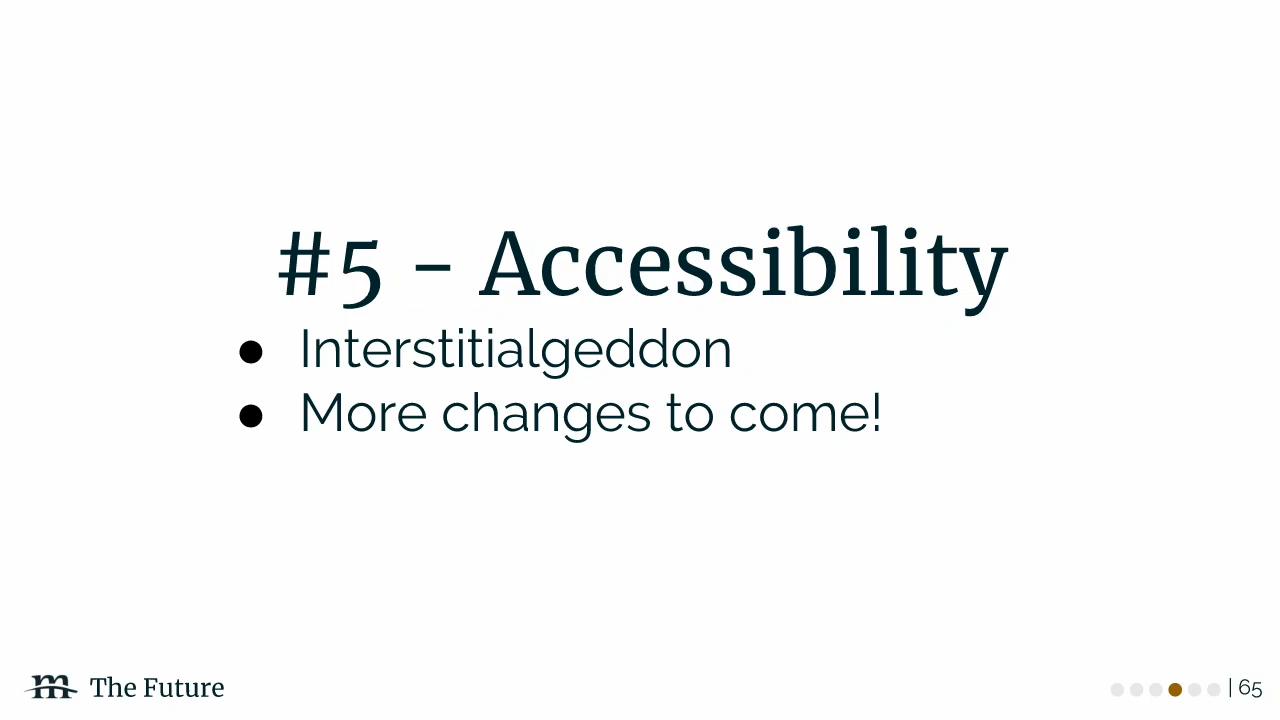 #5 - Accessibility
● Interstitialgeddon
● More changes to come!
m The Future
| 65